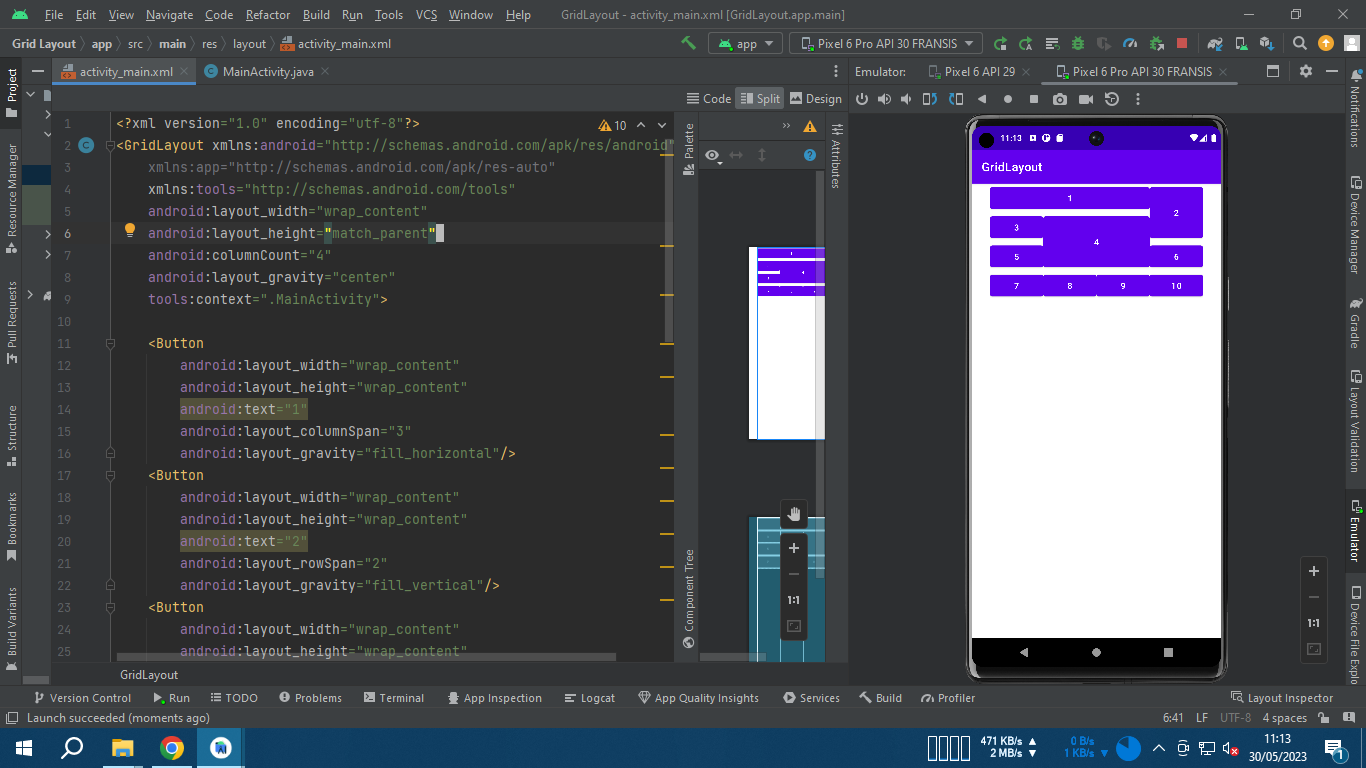 File Edit View Navigate Code Refactor Build Run Tools VCS Window Help GridLayout - activity_main.xml [GridLayout.app.main]
Grid Layout app src main res layout activity_main.xml app Pixel 6 Pro API 30 FRANSIS
activity_main.xml MainActivity.java Emulator: Pixel 6 API 29 Pixel 6 Pro API 30 FRANSIS
Code Split Design
Project
Resource Manager
Pull Requests
Structure
Bookmarks
Build Variants
1 <?xml version="1.0" encoding="utf-8"?>
10
2 <GridLayout xmlns:android="http://schemas.android.com/apk/res/android"
3 xmlns:app="http://schemas.android.com/apk/res-auto"
4 xmlns:tools="http://schemas.android.com/tools"
5 android:layout_width="wrap_content"
6 android:layout_height="match_parent"
7 android:columnCount="4"
8 android:layout_gravity="center"
9 tools:context=".MainActivity">
10
11 <Button
12 android:layout_width="wrap_content"
13 android:layout_height="wrap_content"
14 android:text="1"
15 android:layout_columnSpan="3"
16 android:layout_gravity="fill_horizontal"/>
17 <Button
18 android:layout_width="wrap_content"
19 android:layout_height="wrap_content"
20 android:text="2"
21 android:layout_rowSpan="2"
22 android:layout_gravity="fill_vertical"/>
23 <Button
24 android:layout_width="wrap_content"
25 android:layout_height="wrap_content"
GridLayout
Palette
Component Tree
Attributes
1:1
11:13
GridLayout
1
2
3
4
5 6
7 8 9 10
1:1
Notifications
Device Manager
Gradle
Layout Validation
Emulator
Device File Explo
Version Control Run TODO Problems Terminal App Inspection Logcat App Quality Insights Services Build Profiler Layout Inspector
Launch succeeded (moments ago) 6:41 LF UTF-8 4 spaces
471 KB/s 0 B/s 11:13
2 MB/s 1 KB/s 30/05/2023
1